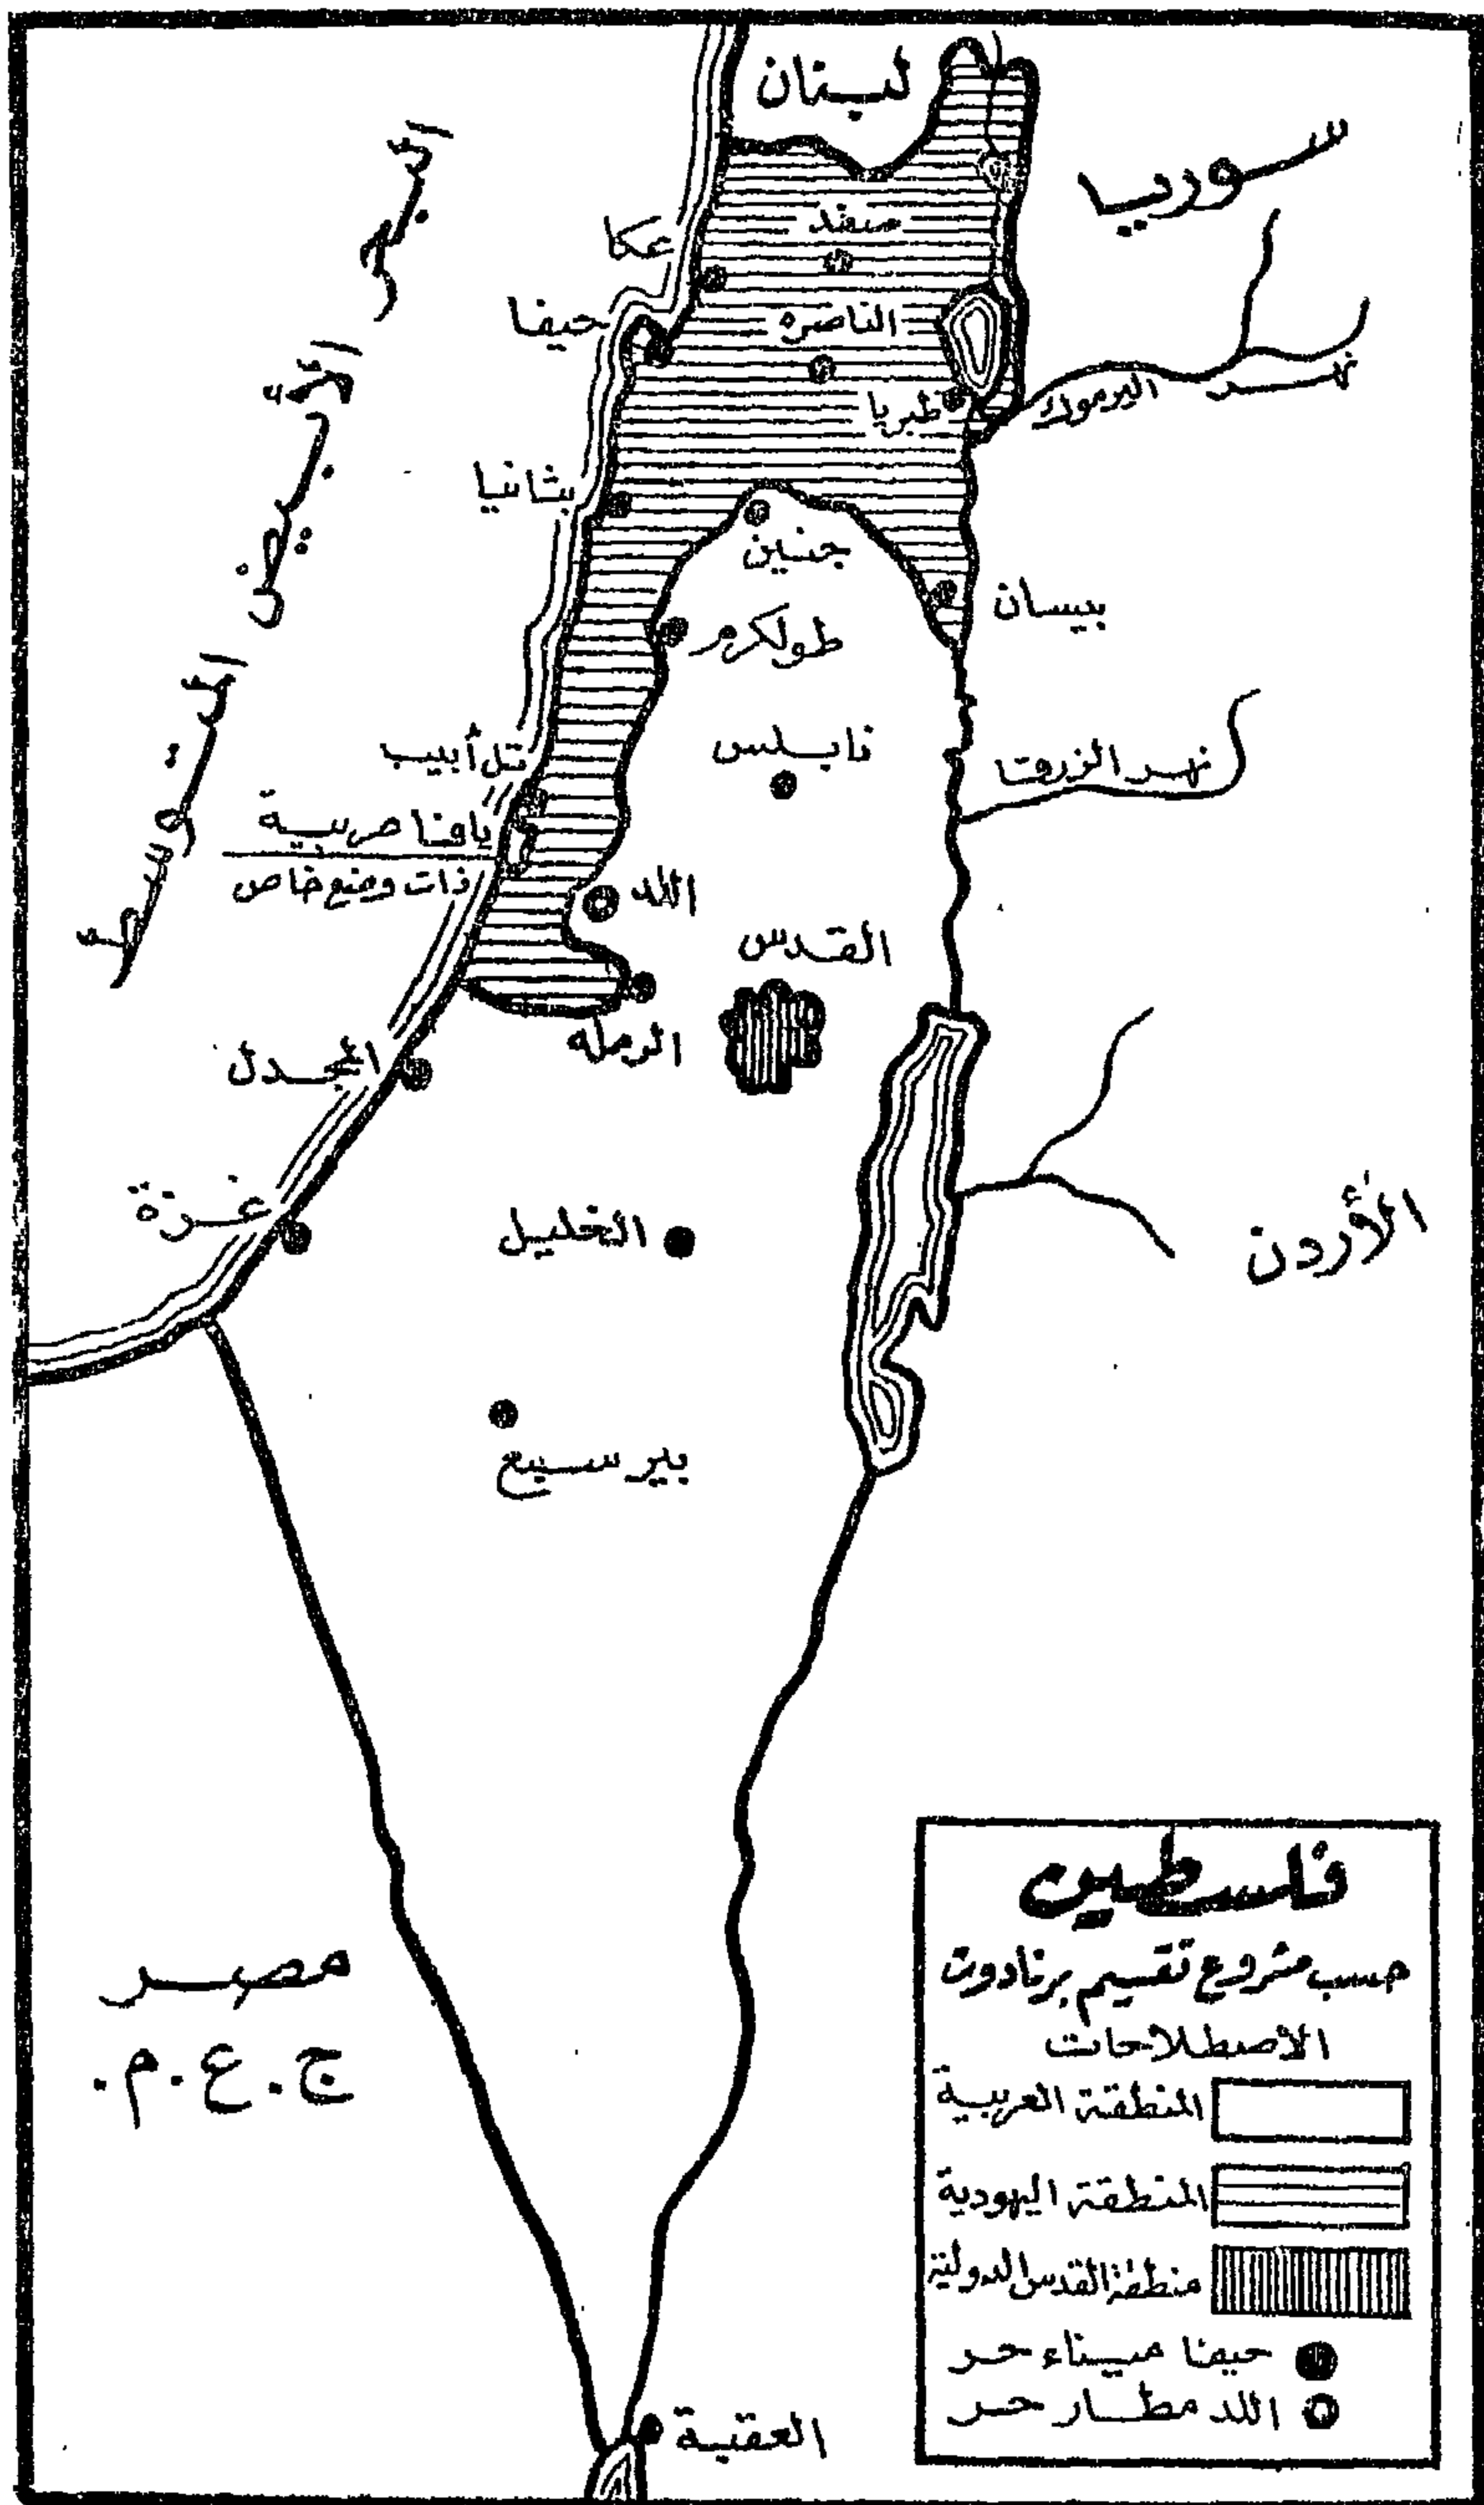 لبنان
سوريا
البحر
الأبيض
المتوسط
عكا
صفد
حيفا
الناصرة
طبريا
نهر اليرموك
نثانيا
جنين
بيسان
طولكرم
نابلس
تل أبيب
نهر الزرقا
يافا
ذات وضع خاص
اللد
القدس
الرملة
المجدل
غزة
الخليل
الأردن
بير سبع
مصر
ج.ع.م.
العقبة
فلسطين
حسب مشروع تقسيم برنادوت
الاصطلاحات
المنطقة العربية
المنطقة اليهودية
منطقة القدس الدولية
حيفا ميناء حر
اللد مطار حر